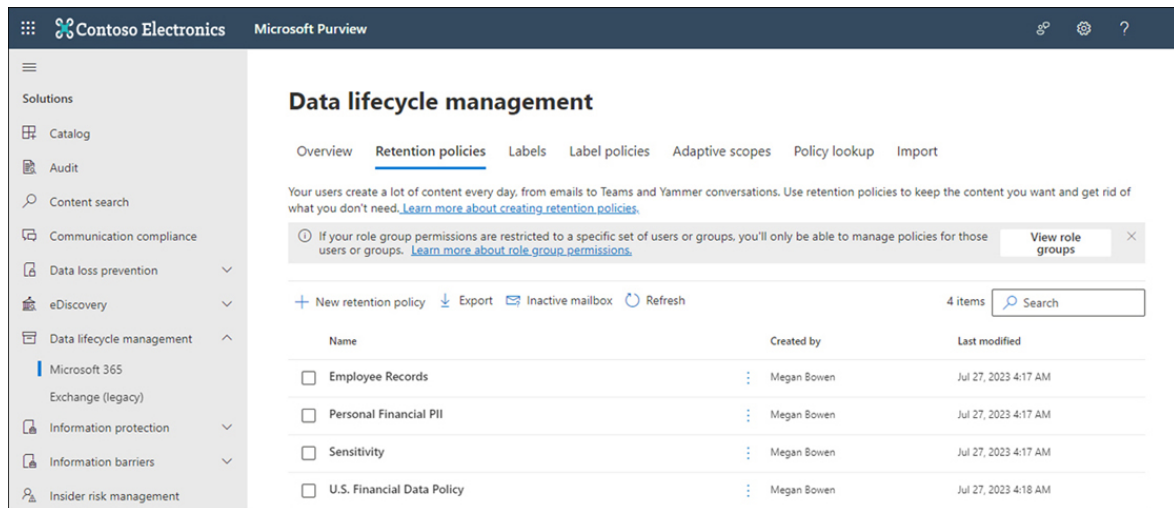 Contoso Electronics Microsoft Purview
Solutions
Catalog
Audit
Content search
Communication compliance
Data loss prevention
eDiscovery
Data lifecycle management
Microsoft 365
Exchange (legacy)
Information protection
Information barriers
Insider risk management
Data lifecycle management
Overview Retention policies Labels Label policies Adaptive scopes Policy lookup Import
Your users create a lot of content every day, from emails to Teams and Yammer conversations. Use retention policies to keep the content you want and get rid of
what you don't need. Learn more about creating retention policies.
If your role group permissions are restricted to a specific set of users or groups, you'll only be able to manage policies for those
users or groups. Learn more about role group permissions.
View role
groups
New retention policy Export Inactive mailbox Refresh 4 items Search
Name Created by Last modified
Employee Records Megan Bowen Jul 27, 2023 4:17 AM
Personal Financial PII Megan Bowen Jul 27, 2023 4:17 AM
Sensitivity Megan Bowen Jul 27, 2023 4:17 AM
U.S. Financial Data Policy Megan Bowen Jul 27, 2023 4:18 AM